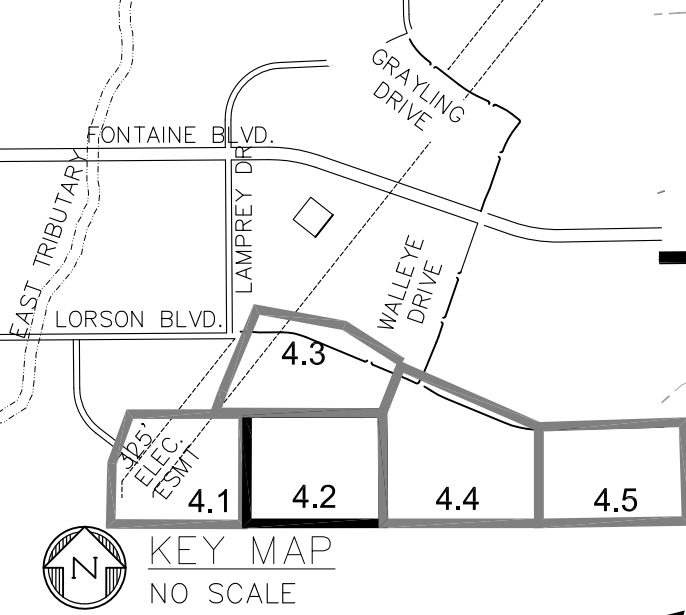 GRAYLING
DRIVE
FONTAINE BLVD.
EAST TRIBUTARY
LAMPREY DR
WALLEYE
DRIVE
LORSON BLVD.
4.3
325'
ELEC.
ESMT
4.1
4.2
4.4
4.5
N
KEY MAP
NO SCALE